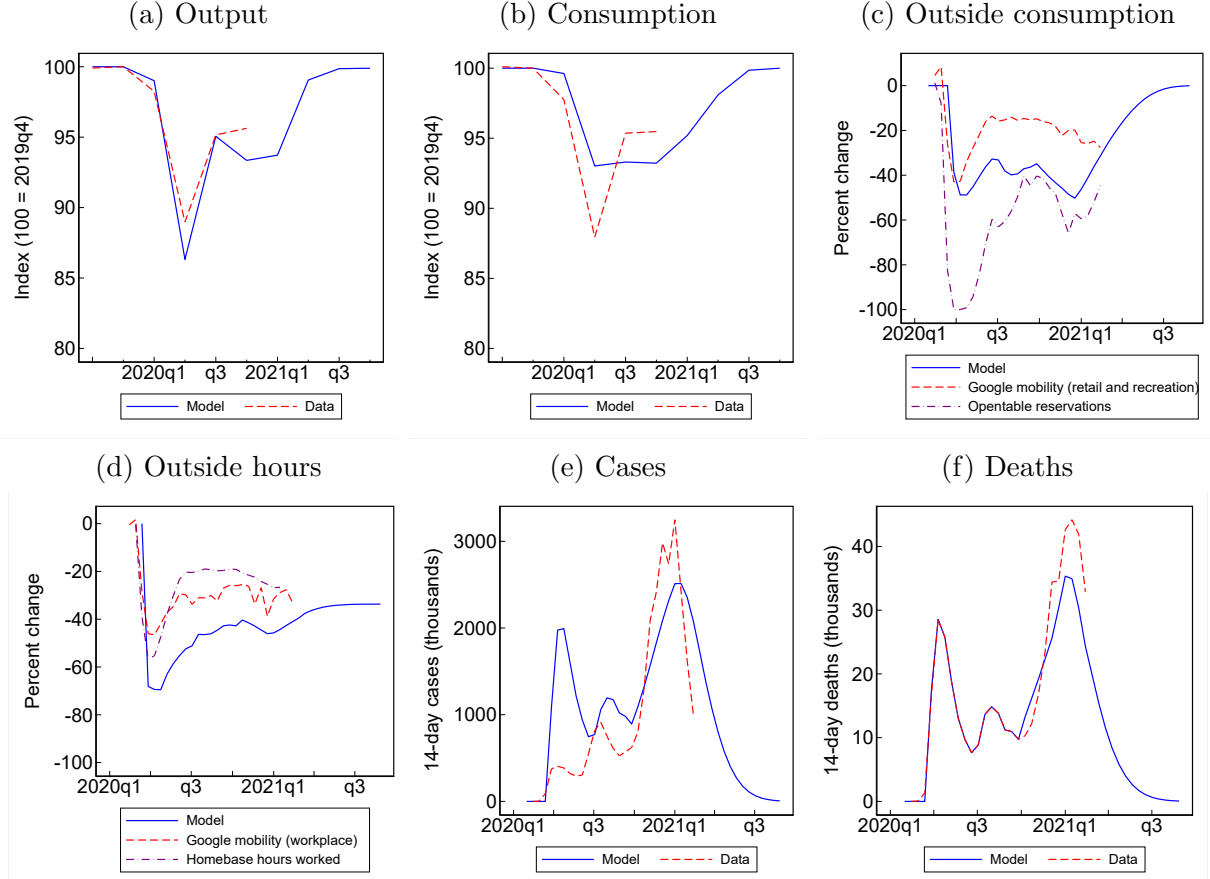 (a) Output
100
95
90
85
80
Index (100 = 2019q4)
2020q1 q3 2021q1 q3
Model Data
(b) Consumption
100
95
90
85
80
Index (100 = 2019q4)
2020q1 q3 2021q1 q3
Model Data
(c) Outside consumption
0
-20
-40
-60
-80
-100
Percent change
2020q1 q3 2021q1 q3
Model
Google mobility (retail and recreation)
Opentable reservations
(d) Outside hours
0
-20
-40
-60
-80
-100
Percent change
2020q1 q3 2021q1 q3
Model
Google mobility (workplace)
Homebase hours worked
(e) Cases
3000
2000
1000
0
14-day cases (thousands)
2020q1 q3 2021q1 q3
Model Data
(f) Deaths
40
30
20
10
0
14-day deaths (thousands)
2020q1 q3 2021q1 q3
Model Data